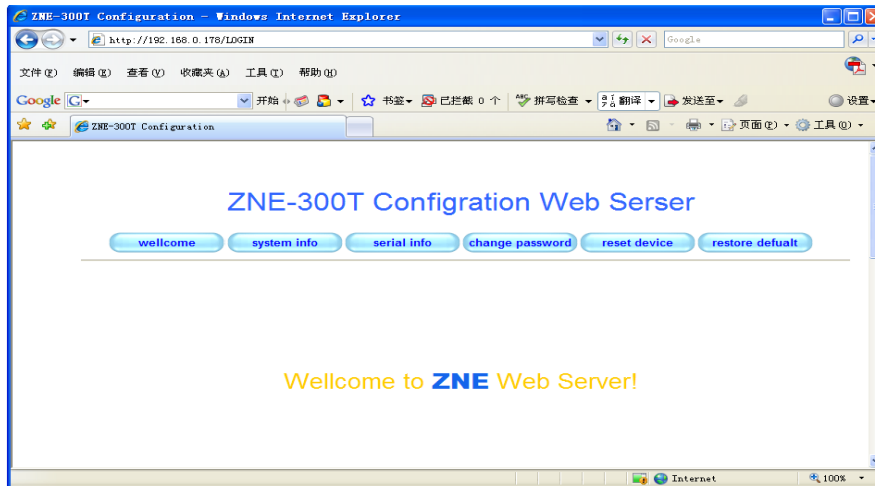 ZNE-300T Configuration - Windows Internet Explorer
http://192.168.0.178/LOGIN Google
文件(F) 编辑(E) 查看(V) 收藏夹(A) 工具(T) 帮助(H)
Google G 开始 书签 已拦截 0 个 ABC 拼写检查 翻译 发送至 设置
ZNE-300T Configuration 页面(P) 工具(O)
ZNE-300T Configration Web Serser
wellcome system info serial info change password reset device restore defualt
Wellcome to ZNE Web Server!
Internet 100%